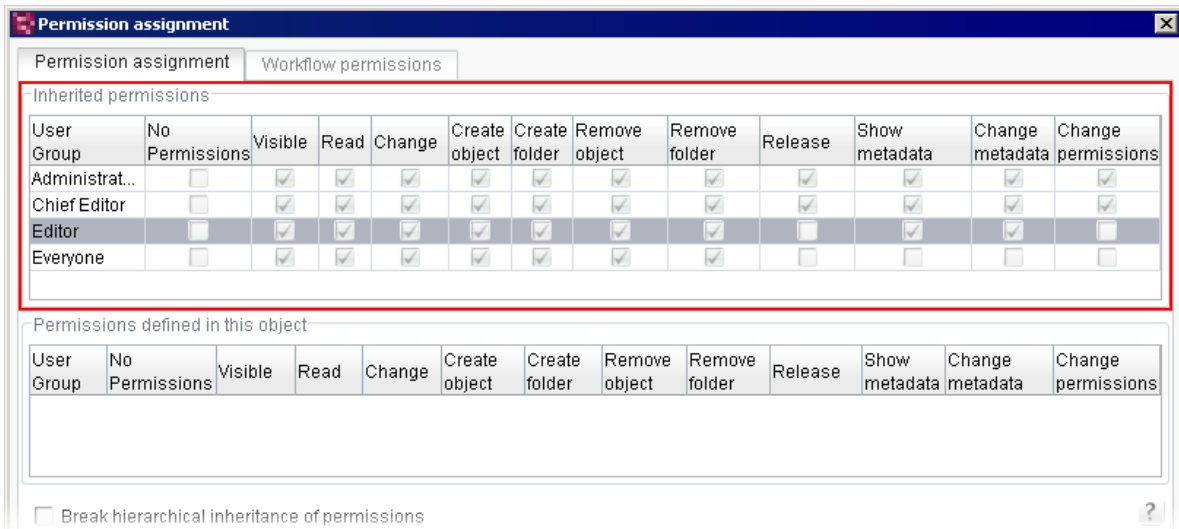 Permission assignment
Permission assignment Workflow permissions
Inherited permissions
User Group No Permissions Visible Read Change Create object Create folder Remove object Remove folder Release Show metadata Change metadata Change permissions
Administrat...
Chief Editor
Editor
Everyone
Permissions defined in this object
User Group No Permissions Visible Read Change Create object Create folder Remove object Remove folder Release Show metadata Change metadata Change permissions
Break hierarchical inheritance of permissions ?